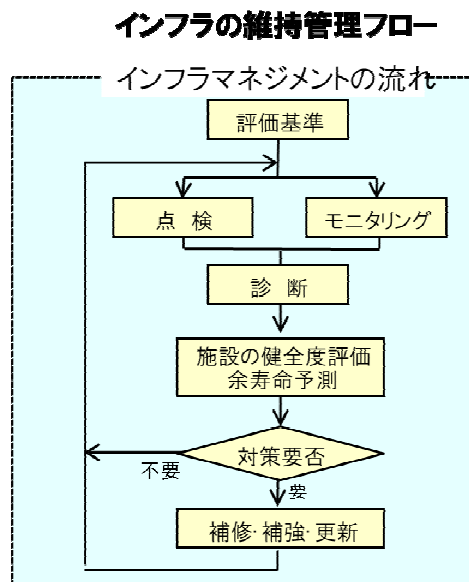 インフラの維持管理フロー
インフラマネジメントの流れ
評価基準
点 検
モニタリング
診 断
施設の健全度評価
余寿命予測
対策要否
不要
要
補修・補強・更新